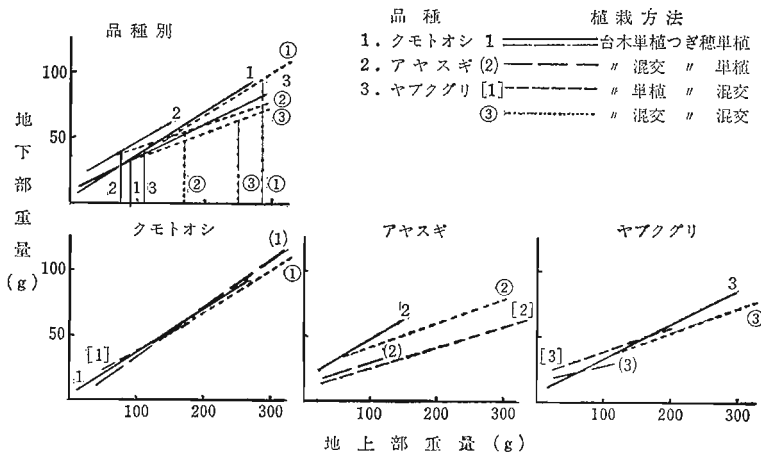 品種別
100
50
①
1
3
2
②
③
2
1
3
②
③
①
品種 植栽方法
1. クモトオシ 1 台木単植つぎ穂単植
2. アヤスギ (2) 〃 混交 〃 単植
3. ヤブクグリ [1] 〃 単植 〃 混交
③ 〃 混交 〃 混交
地下部重量(g)
クモトオシ
100
50
(1)
①
[1]
1
100 200 300
アヤスギ
2
②
[2]
(2)
100 200 300
ヤブクグリ
3
③
[3]
(3)
100 200 300
地上部重量(g)